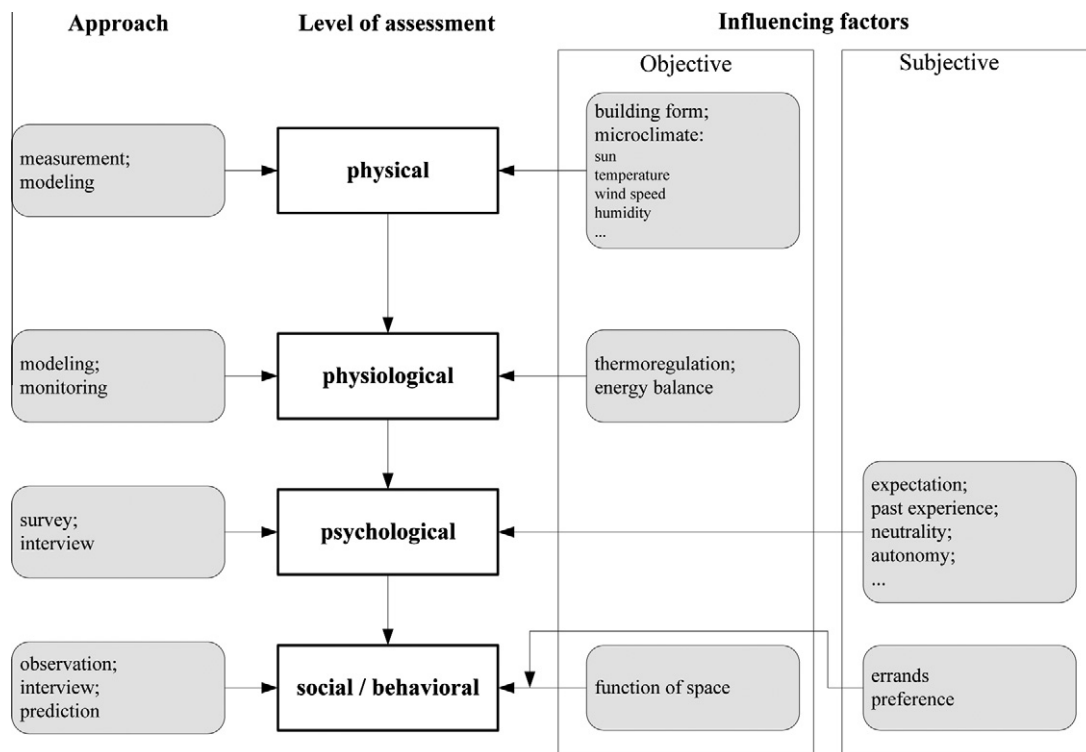 Approach
Level of assessment
Influencing factors
Objective
Subjective
measurement;
modeling
physical
building form;
microclimate:
sun
temperature
wind speed
humidity
...
modeling;
monitoring
physiological
thermoregulation;
energy balance
survey;
interview
psychological
expectation;
past experience;
neutrality;
autonomy;
...
observation;
interview;
prediction
social / behavioral
function of space
errands
preference